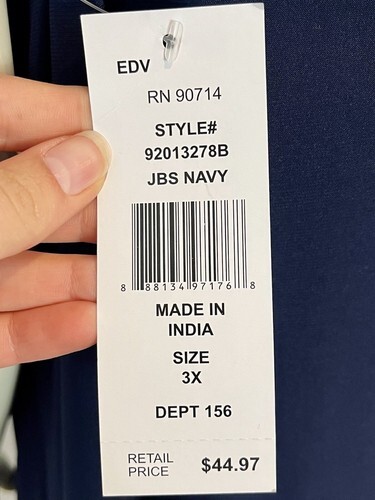 EDV
RN 90714
STYLE#
92013278B
JBS NAVY
8 88134 97176 8
MADE IN
INDIA
SIZE
3X
DEPT 156
RETAIL
PRICE $44.97